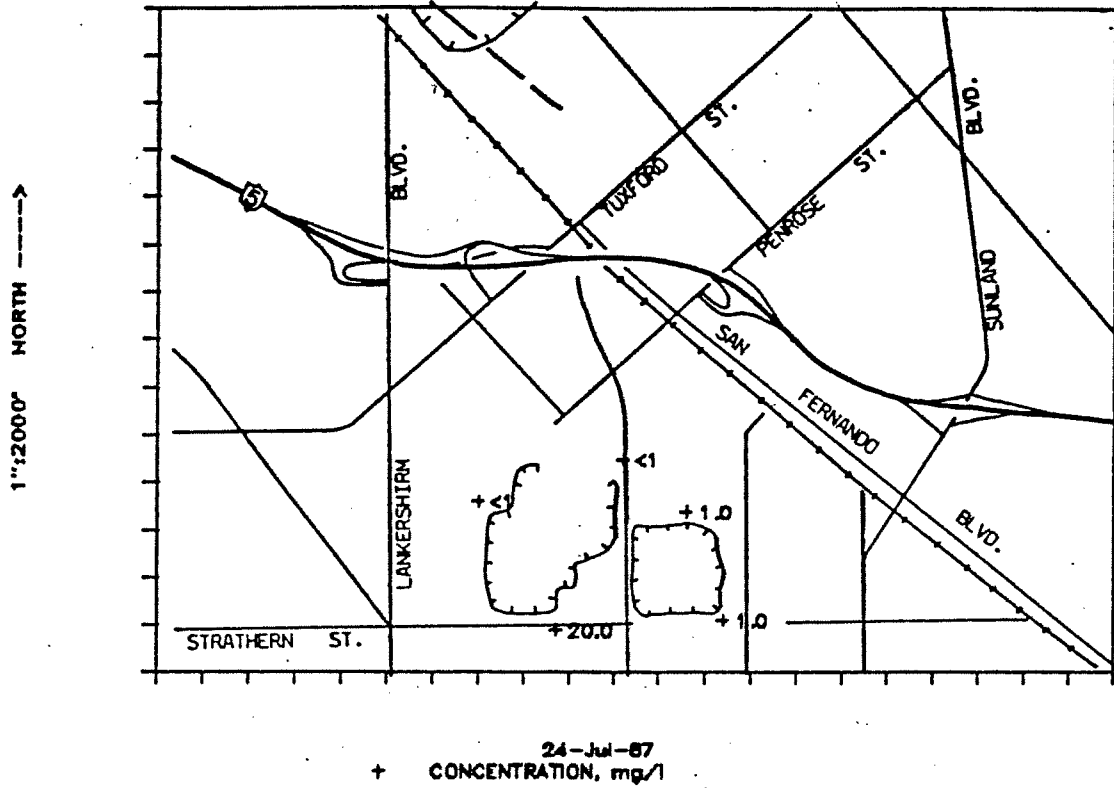 BLVD.
ST.
BLVD.
5
TUXFORD
ST.
PENROSE
SUNLAND
1":2000' NORTH ---->
SAN
FERNANDO
<1
<1
LANKERSHIRM
+ 1.0
BLVD.
+ 20.0
+ 1.0
STRATHERN ST.
24-Jul-87
+ CONCENTRATION, mg/l